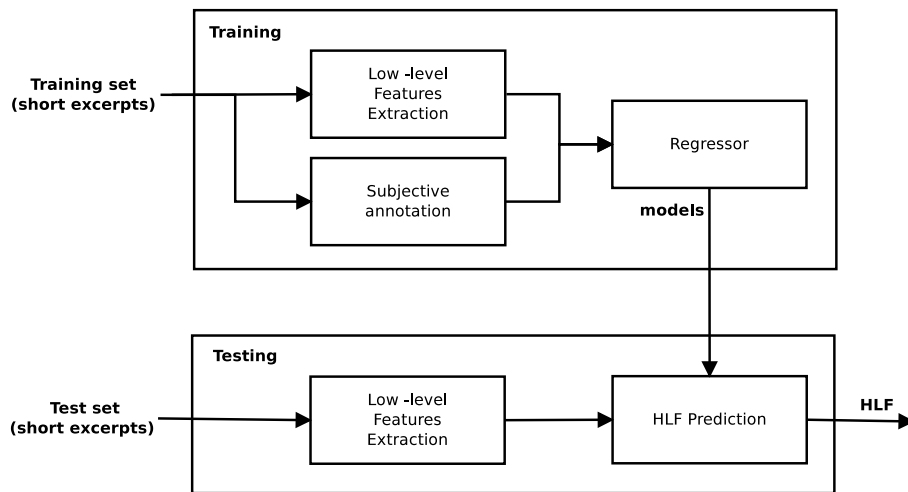 Training
Training set
(short excerpts)
Low -level
Features
Extraction
Subjective
annotation
Regressor
models
Testing
Test set
(short excerpts)
Low -level
Features
Extraction
HLF Prediction
HLF